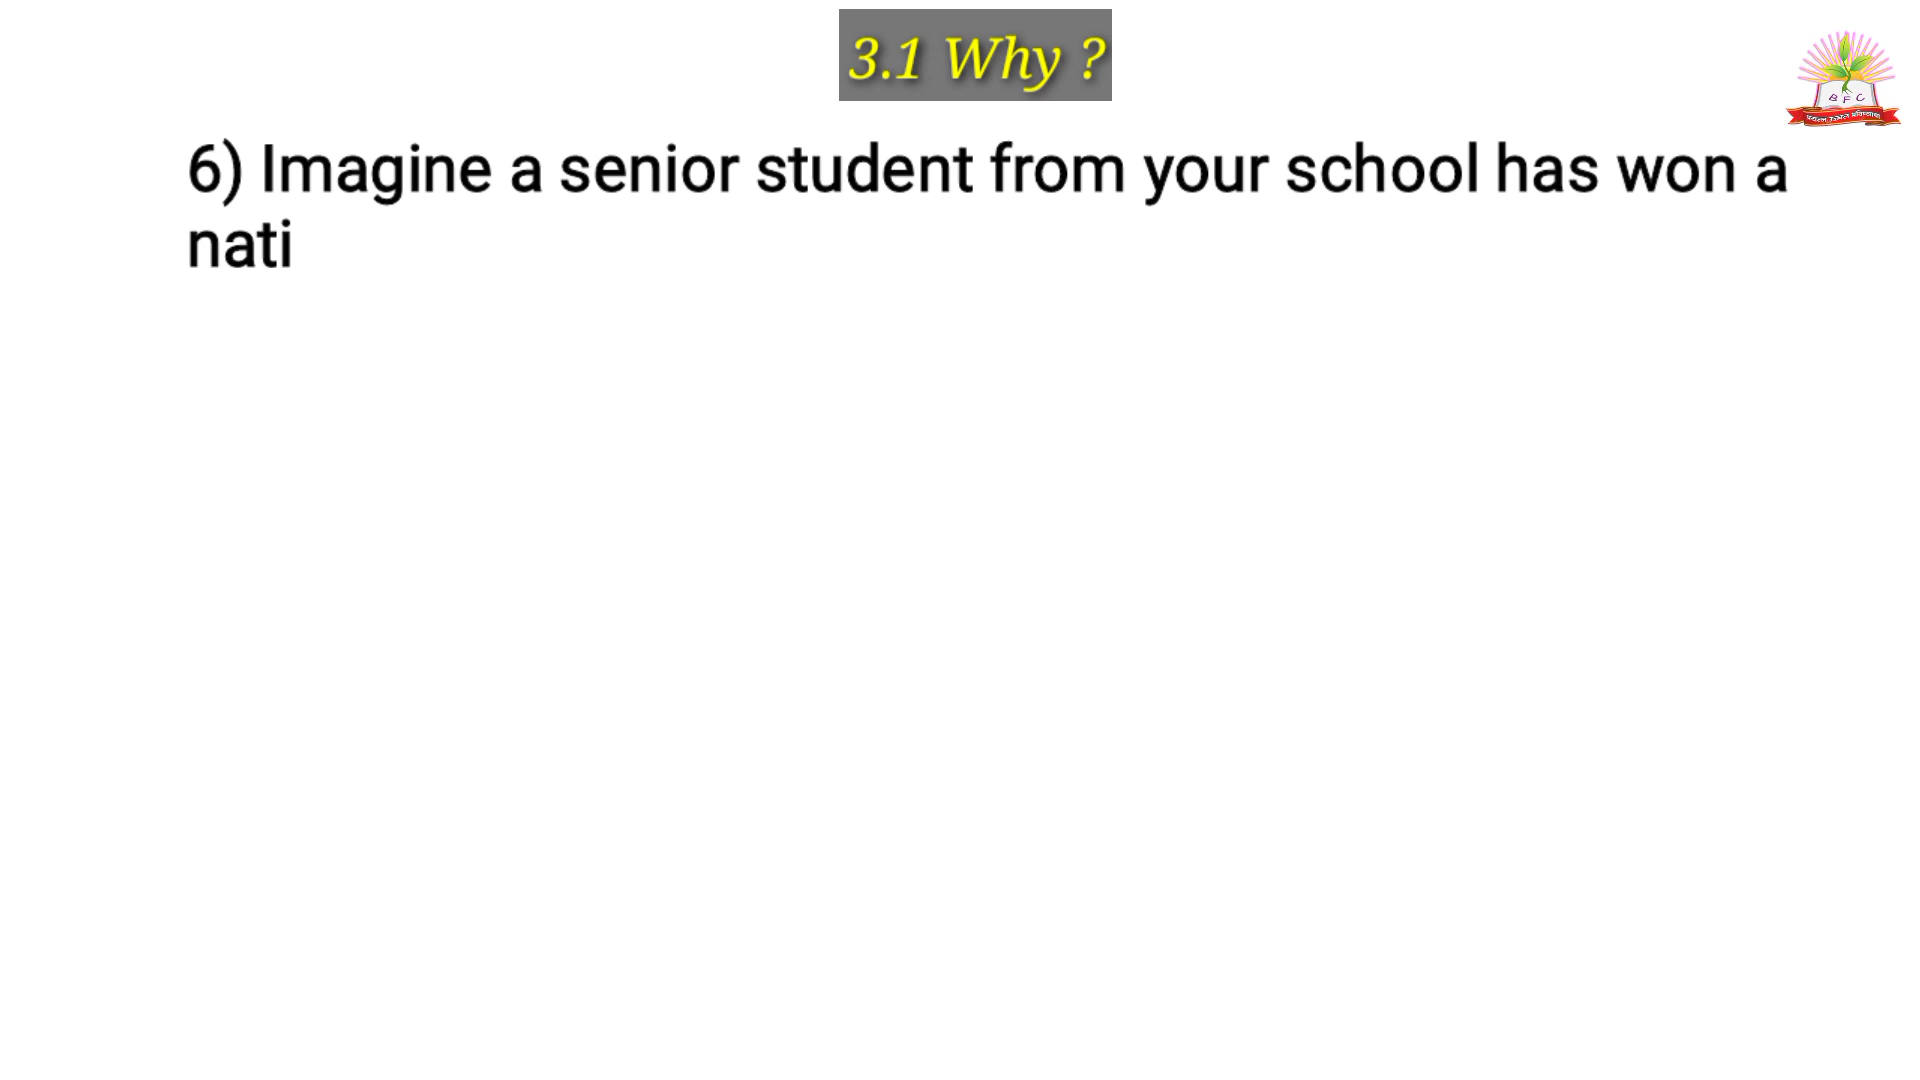 3.1 Why ?
6) Imagine a senior student from your school has won a
nati
B F C